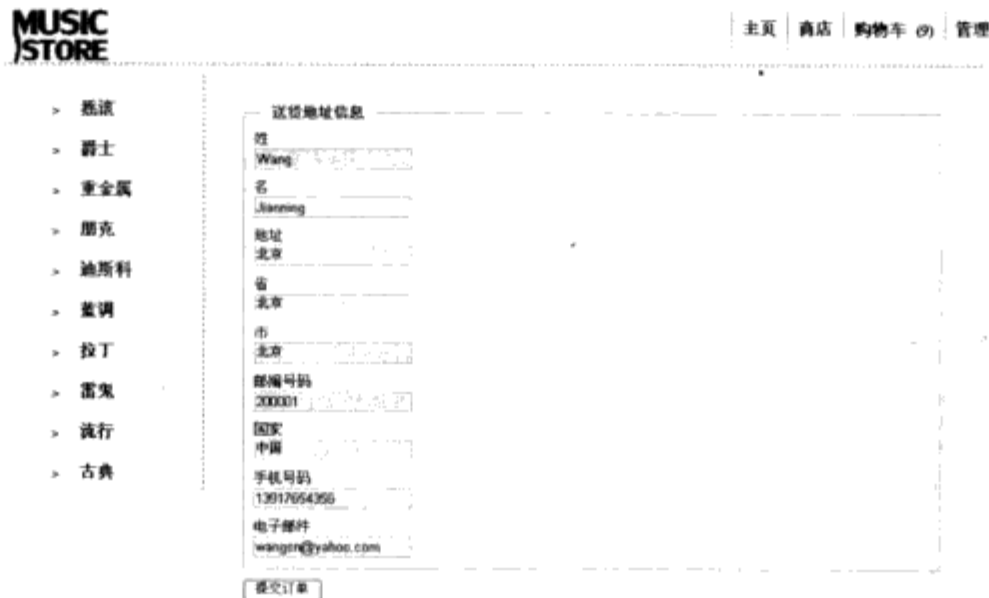 MUSIC
STORE
主页 商店 购物车 (9) 管理
> 摇滚
> 爵士
> 重金属
> 朋克
> 迪斯科
> 蓝调
> 拉丁
> 雷鬼
> 流行
> 古典
送货地址信息
姓
Wang
名
Jianning
地址
北京
省
北京
市
北京
邮编号码
200001
国家
中国
手机号码
13917654356
电子邮件
提交订单